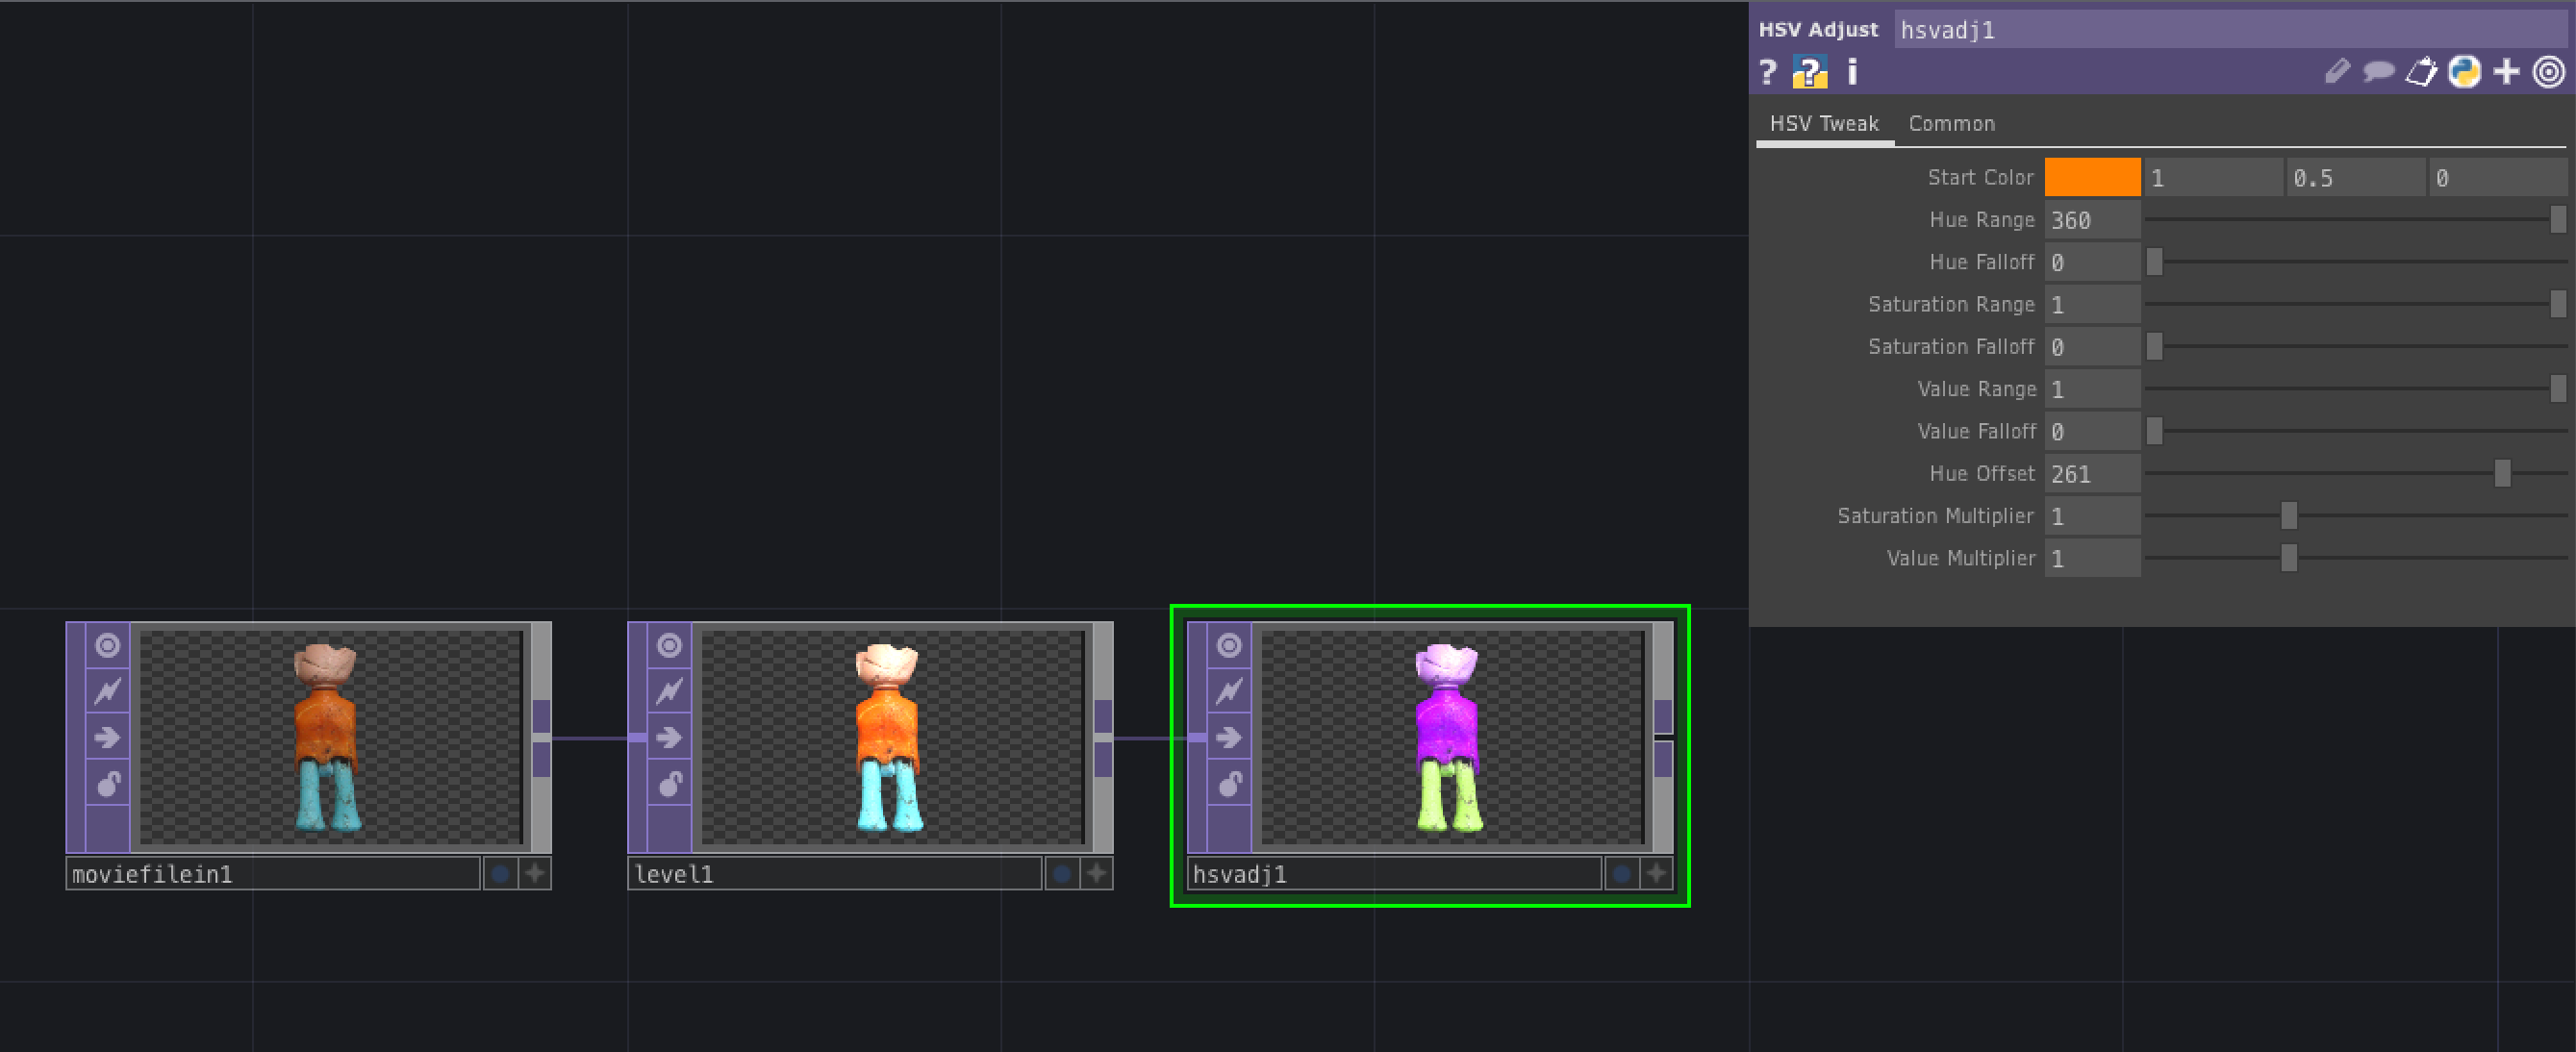 HSV Adjust hsvadj1
? ? i
HSV Tweak Common
Start Color 1 0.5 0
Hue Range 360
Hue Falloff 0
Saturation Range 1
Saturation Falloff 0
Value Range 1
Value Falloff 0
Hue Offset 261
Saturation Multiplier 1
Value Multiplier 1
moviefilein1 level1 hsvadj1